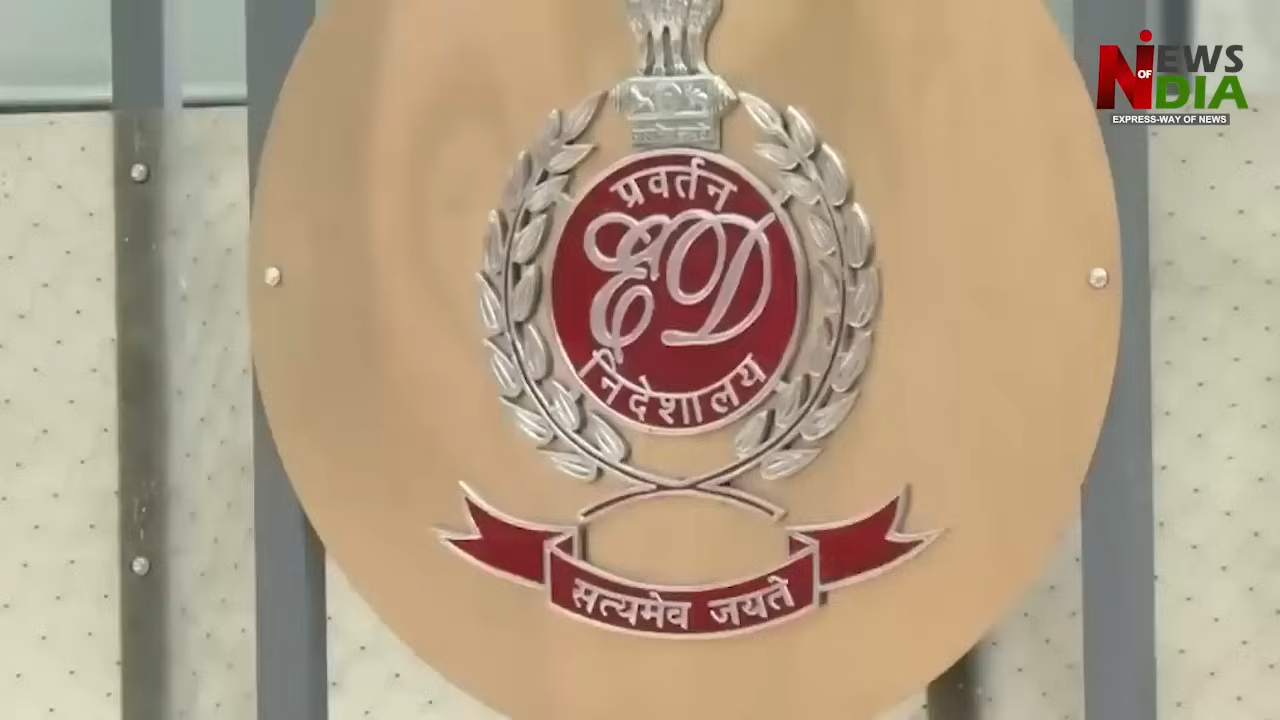 NEWS
OF
INDIA
EXPRESS-WAY OF NEWS
प्रवर्तन
ED
निदेशालय
सत्यमेव जयते